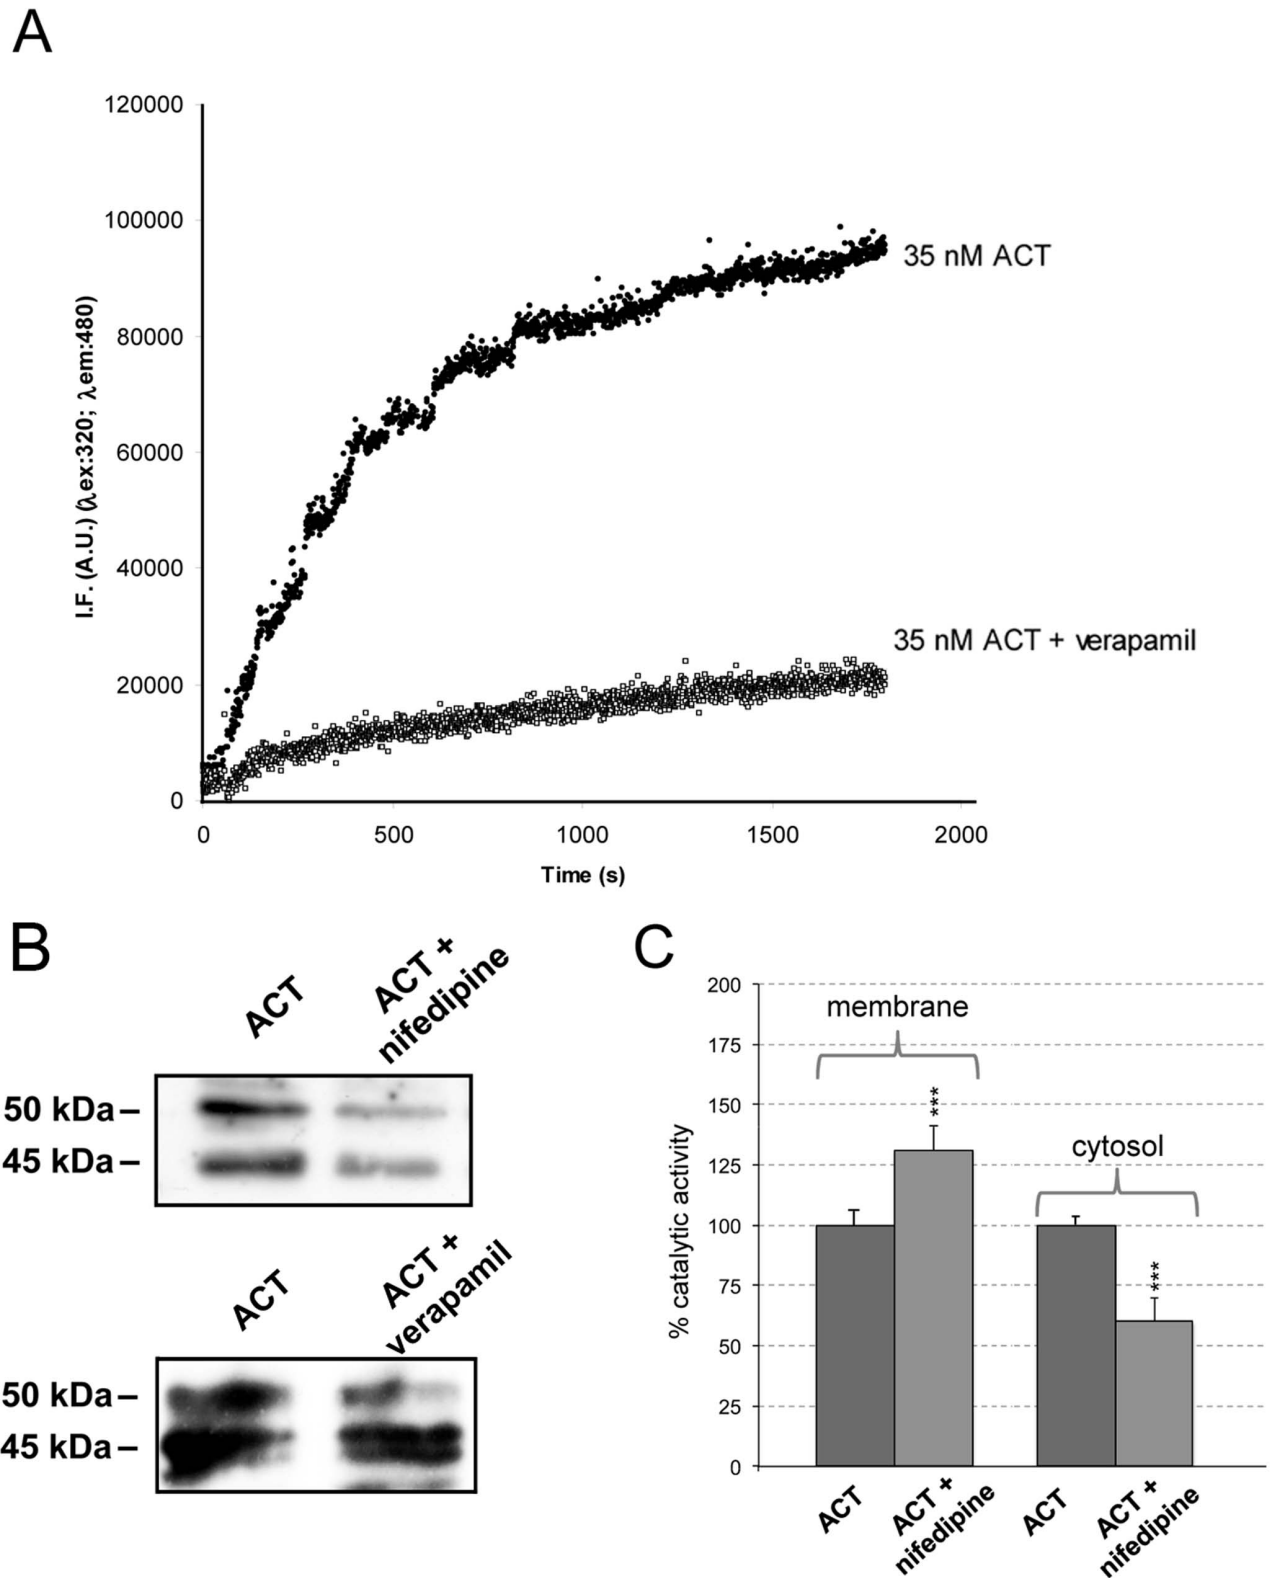 A
120000
100000
80000
60000
40000
20000
0
I.F. (A.U.) (λex:320; λem:480)
35 nM ACT
35 nM ACT + verapamil
0 500 1000 1500 2000
Time (s)
B
ACT
ACT +
nifedipine
50 kDa
45 kDa
ACT
ACT +
verapamil
50 kDa
45 kDa
C
200
175
150
125
100
75
50
25
0
% catalytic activity
membrane
***
cytosol
***
ACT
ACT +
nifedipine
ACT
ACT +
nifedipine